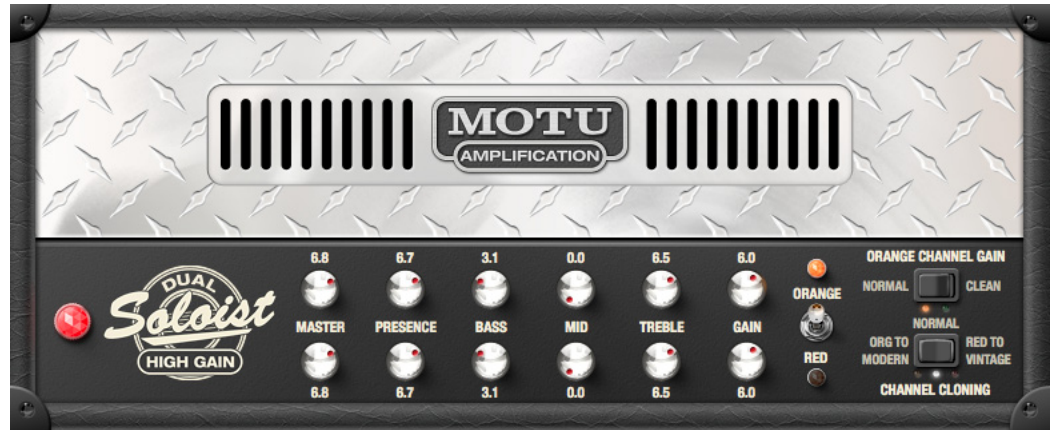 MOTU
AMPLIFICATION
DUAL
Soloist
HIGH GAIN
6.8 6.7 3.1 0.0 6.5 6.0
MASTER PRESENCE BASS MID TREBLE GAIN
6.8 6.7 3.1 0.0 6.5 6.0
ORANGE
RED
ORANGE CHANNEL GAIN
NORMAL CLEAN
NORMAL
ORG TO RED TO
MODERN VINTAGE
CHANNEL CLONING